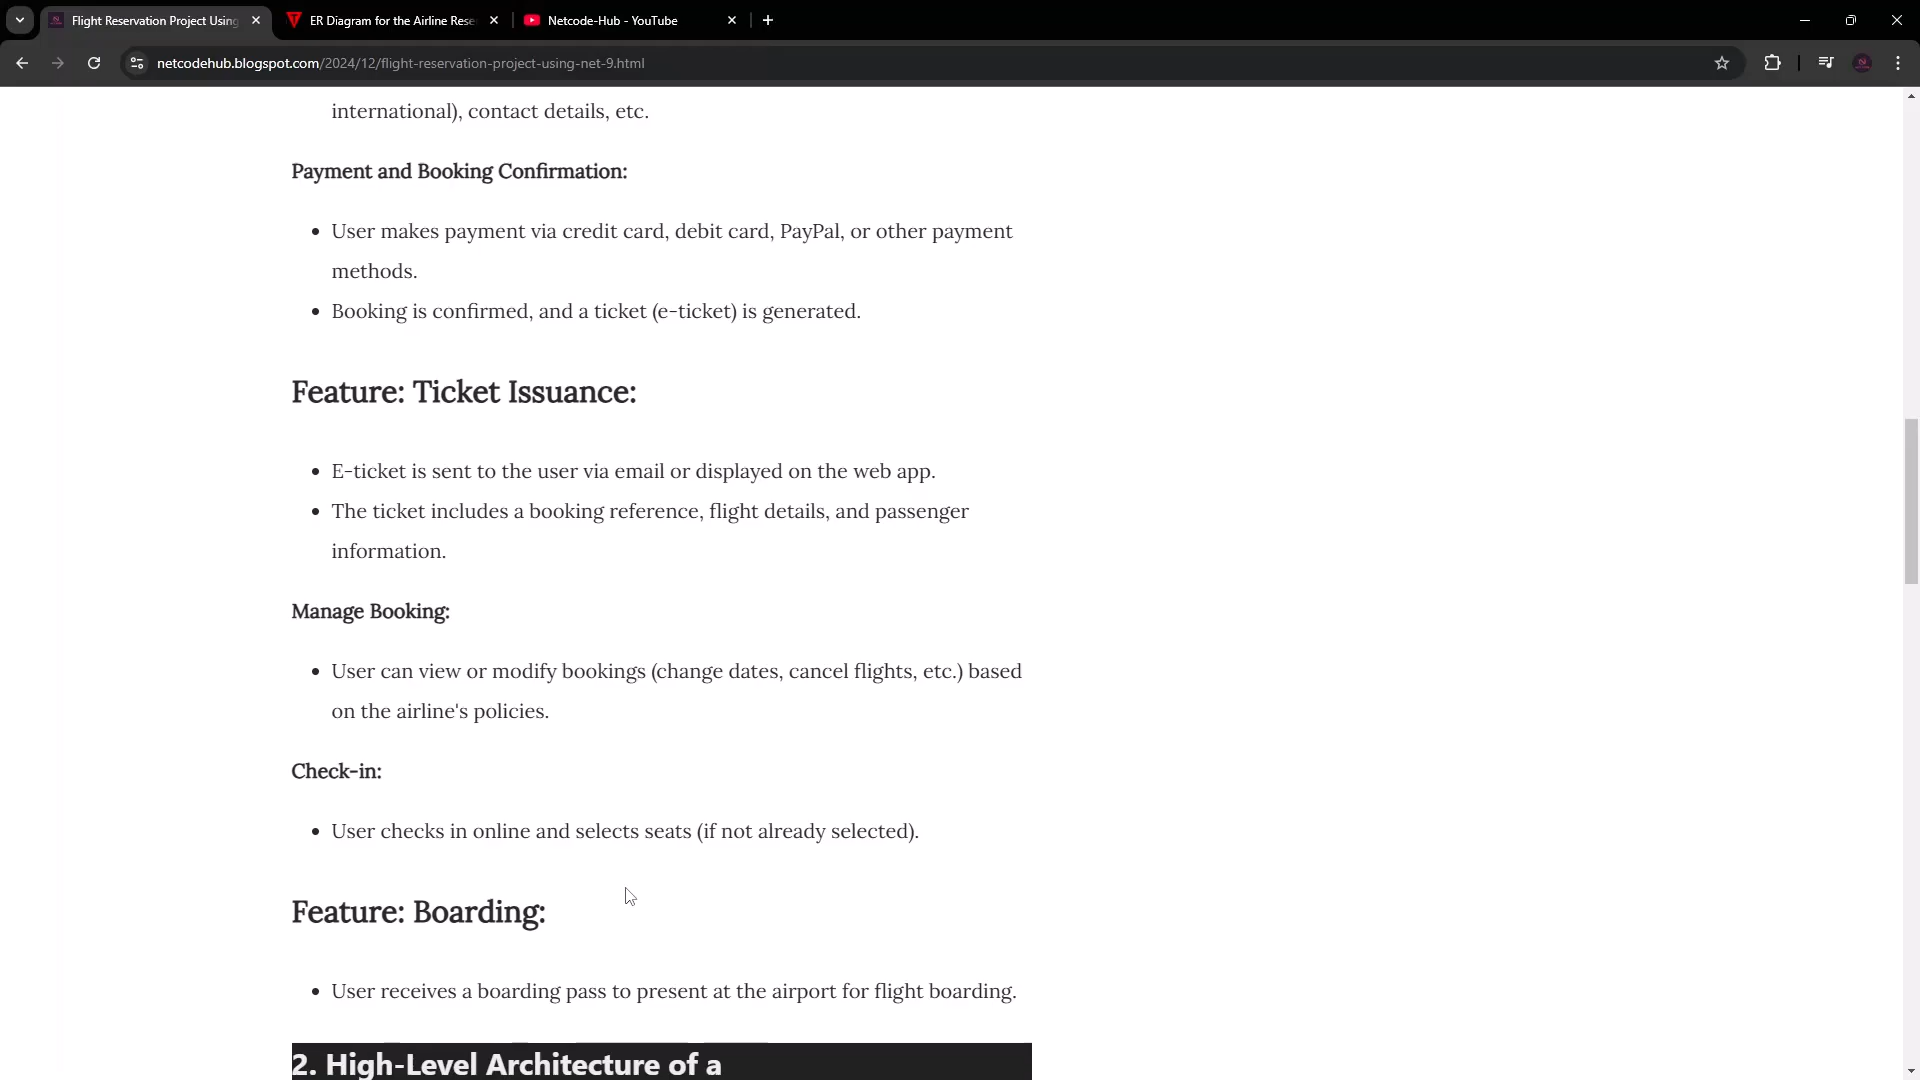 Flight Reservation Project Using
ER Diagram for the Airline Rese
Netcode-Hub - YouTube
netcodehub.blogspot.com/2024/12/flight-reservation-project-using-net-9.html
international), contact details, etc.
Payment and Booking Confirmation:
• User makes payment via credit card, debit card, PayPal, or other payment
methods.
• Booking is confirmed, and a ticket (e-ticket) is generated.
Feature: Ticket Issuance:
• E-ticket is sent to the user via email or displayed on the web app.
• The ticket includes a booking reference, flight details, and passenger
information.
Manage Booking:
• User can view or modify bookings (change dates, cancel flights, etc.) based
on the airline's policies.
Check-in:
• User checks in online and selects seats (if not already selected).
Feature: Boarding:
• User receives a boarding pass to present at the airport for flight boarding.
2. High-Level Architecture of a